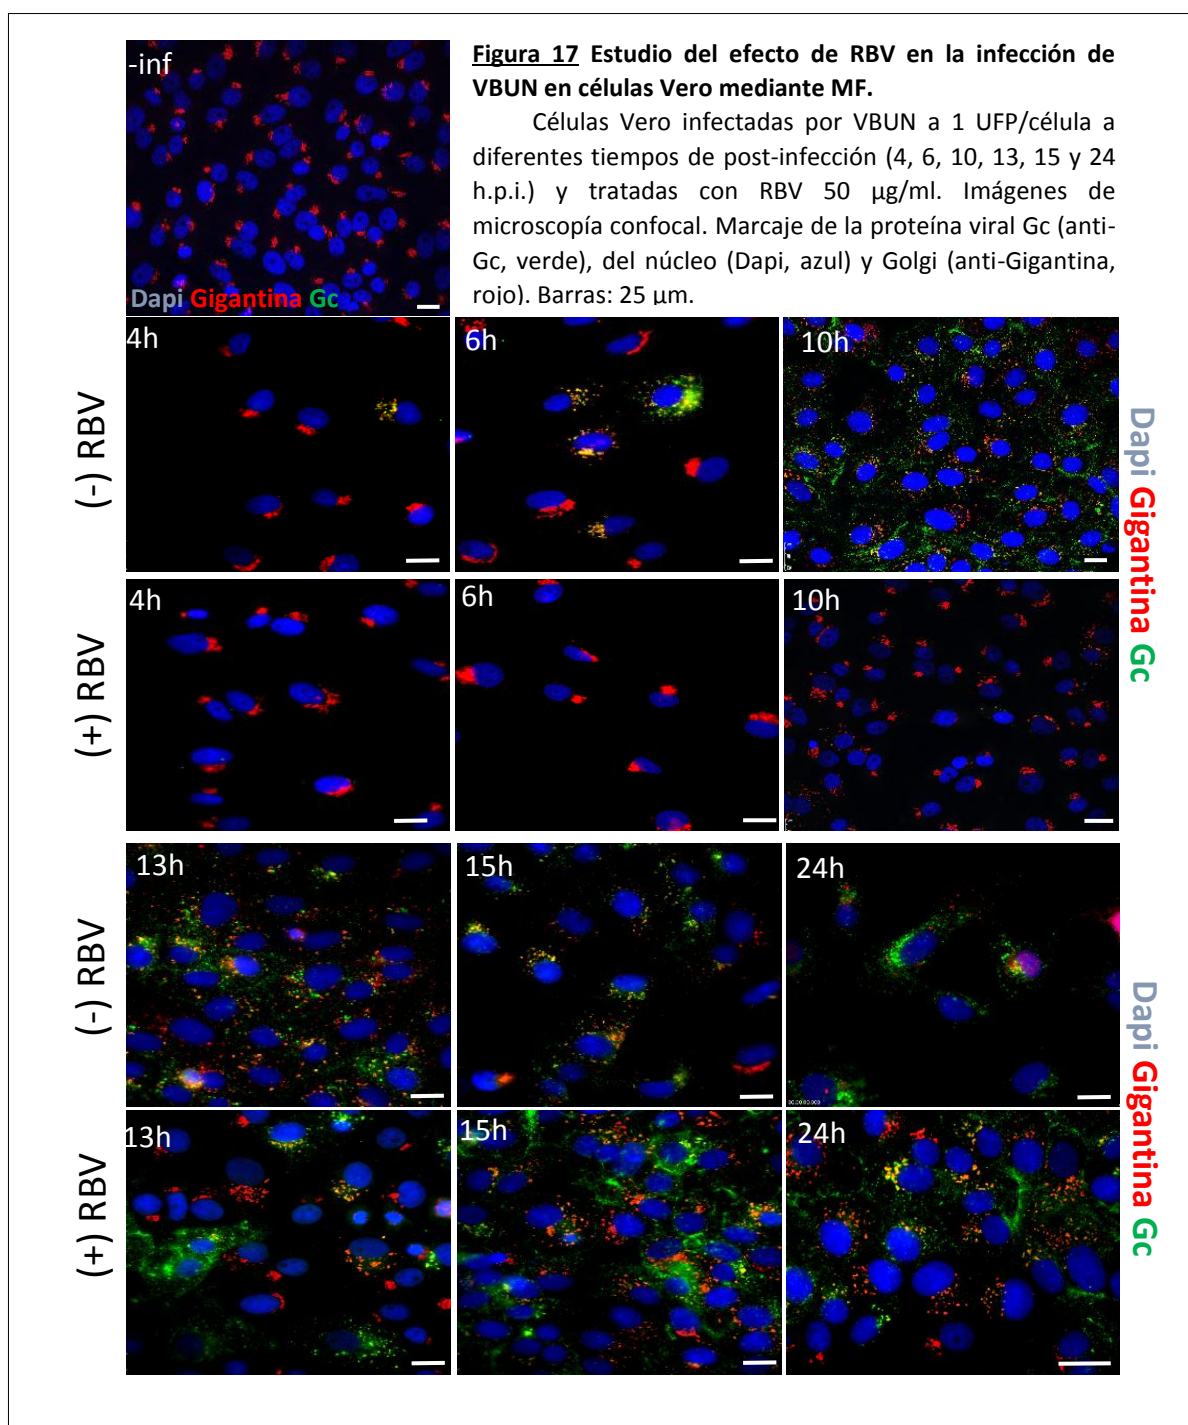 -inf
Dapi Gigantina Gc
Figura 17 Estudio del efecto de RBV en la infección de
VBUN en células Vero mediante MF.
Células Vero infectadas por VBUN a 1 UFP/célula a
diferentes tiempos de post-infección (4, 6, 10, 13, 15 y 24
h.p.i.) y tratadas con RBV 50 µg/ml. Imágenes de
microscopía confocal. Marcaje de la proteína viral Gc (anti-
Gc, verde), del núcleo (Dapi, azul) y Golgi (anti-Gigantina,
rojo). Barras: 25 µm.
(-) RBV
4h
6h
10h
(+) RBV
4h
6h
10h
Dapi Gigantina Gc
(-) RBV
13h
15h
24h
(+) RBV
13h
15h
24h
Dapi Gigantina Gc